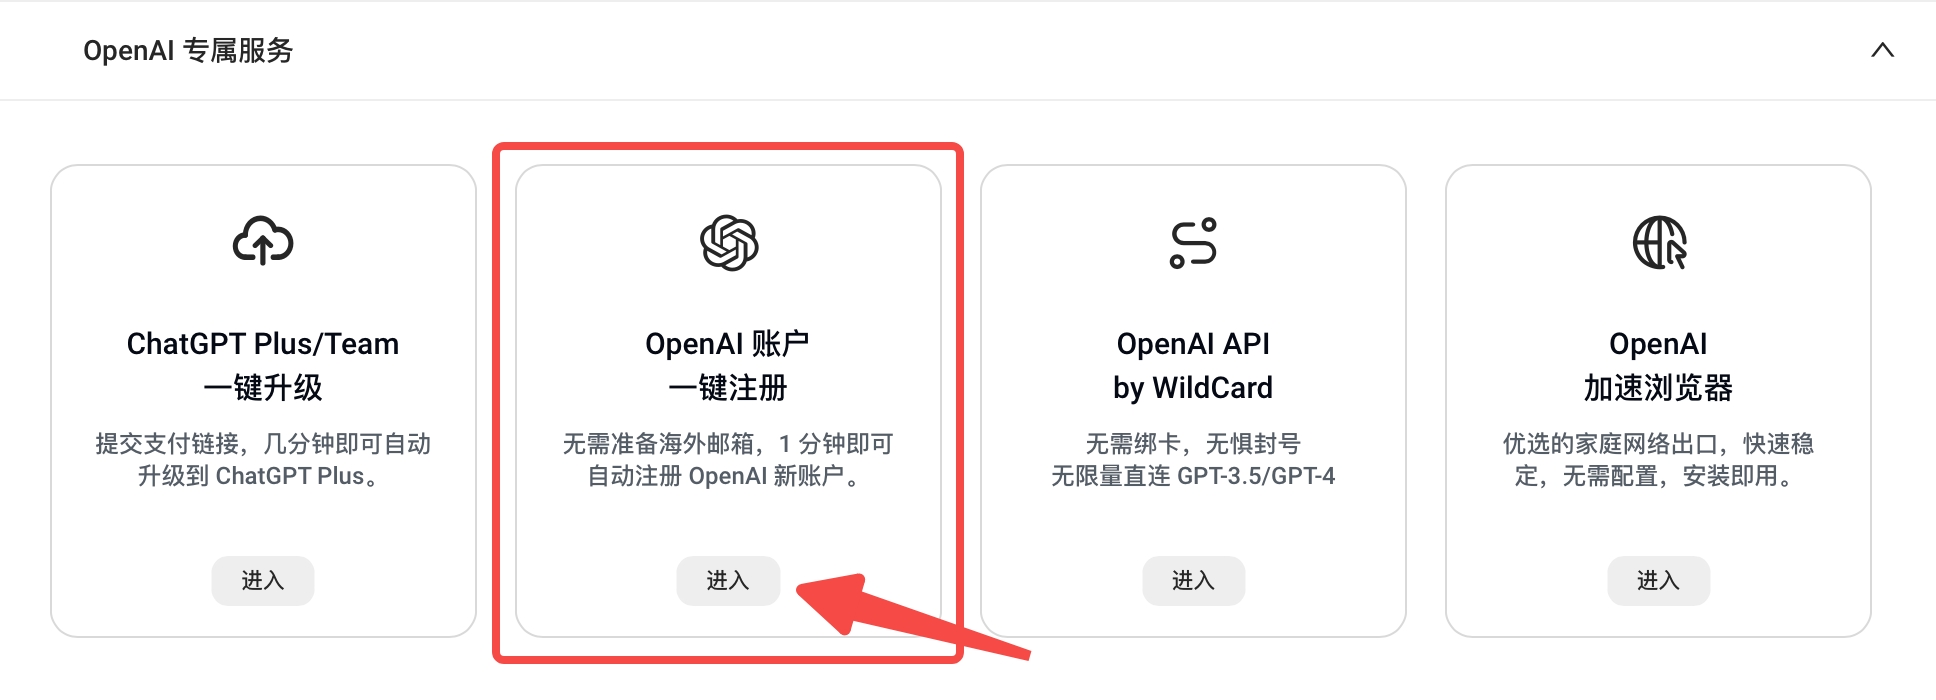 OpenAI 专属服务
ChatGPT Plus/Team
一键升级
提交支付链接，几分钟即可自动
升级到 ChatGPT Plus。
进入
OpenAI 账户
一键注册
无需准备海外邮箱，1 分钟即可
自动注册 OpenAI 新账户。
进入
OpenAI API
by WildCard
无需绑卡，无惧封号
无限量直连 GPT-3.5/GPT-4
进入
OpenAI
加速浏览器
优选的家庭网络出口，快速稳
定，无需配置，安装即用。
进入